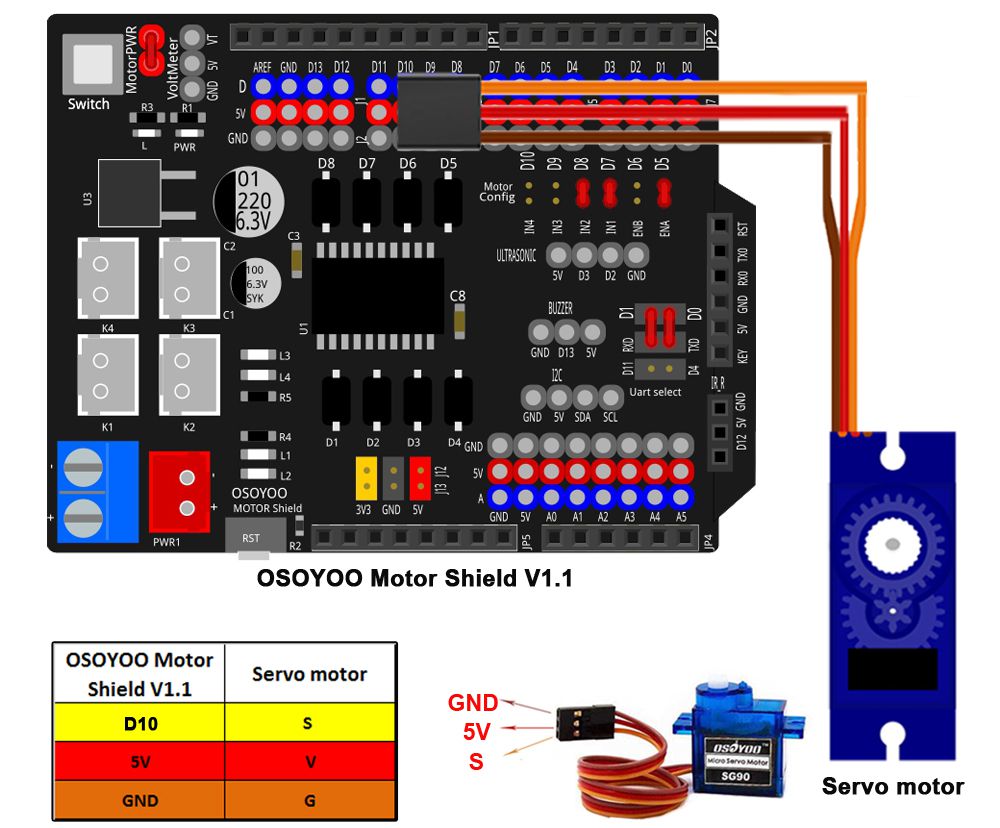 Switch
MotorPWR
VoltMeter
VT
5V
GND
JP1
JP2
AREF GND D13 D12 D11 D10 D9 D8 D7 D6 D5 D4 D3 D2 D1 D0
D
5V
GND
J1
J2
R3
R1
L
PWR
U3
01
220
6.3V
D8 D7 D6 D5
Motor
Config
D10 D9 D8 D7 D6 D5
IN4 IN3 IN2 IN1 ENB ENA
C2
C3
100
6.3V
SYK
C1
ULTRASONIC
5V D3 D2 GND
RST
TX0
RX0
GND
5V
KEY
K4
K3
U1
C8
BUZZER
GND D13 5V
D1
D0
RXD
TXD
D11
D4
Uart select
L3
L4
R5
I2C
GND 5V SDA SCL
IR_R
GND
5V
D12
K1
K2
R4
L1
L2
D1 D2 D3 D4
GND
5V
A
GND 5V A0 A1 A2 A3 A4 A5
-
+
+
PWR1
OSOYOO
MOTOR Shield
RST
R2
3V3 GND 5V
J12
J13
JP5
JP4
OSOYOO Motor Shield V1.1
OSOYOO Motor
Shield V1.1
Servo motor
D10 S
5V V
GND G
GND
5V
S
OSOYOO™
Micro Servo Motor
SG90
Servo motor